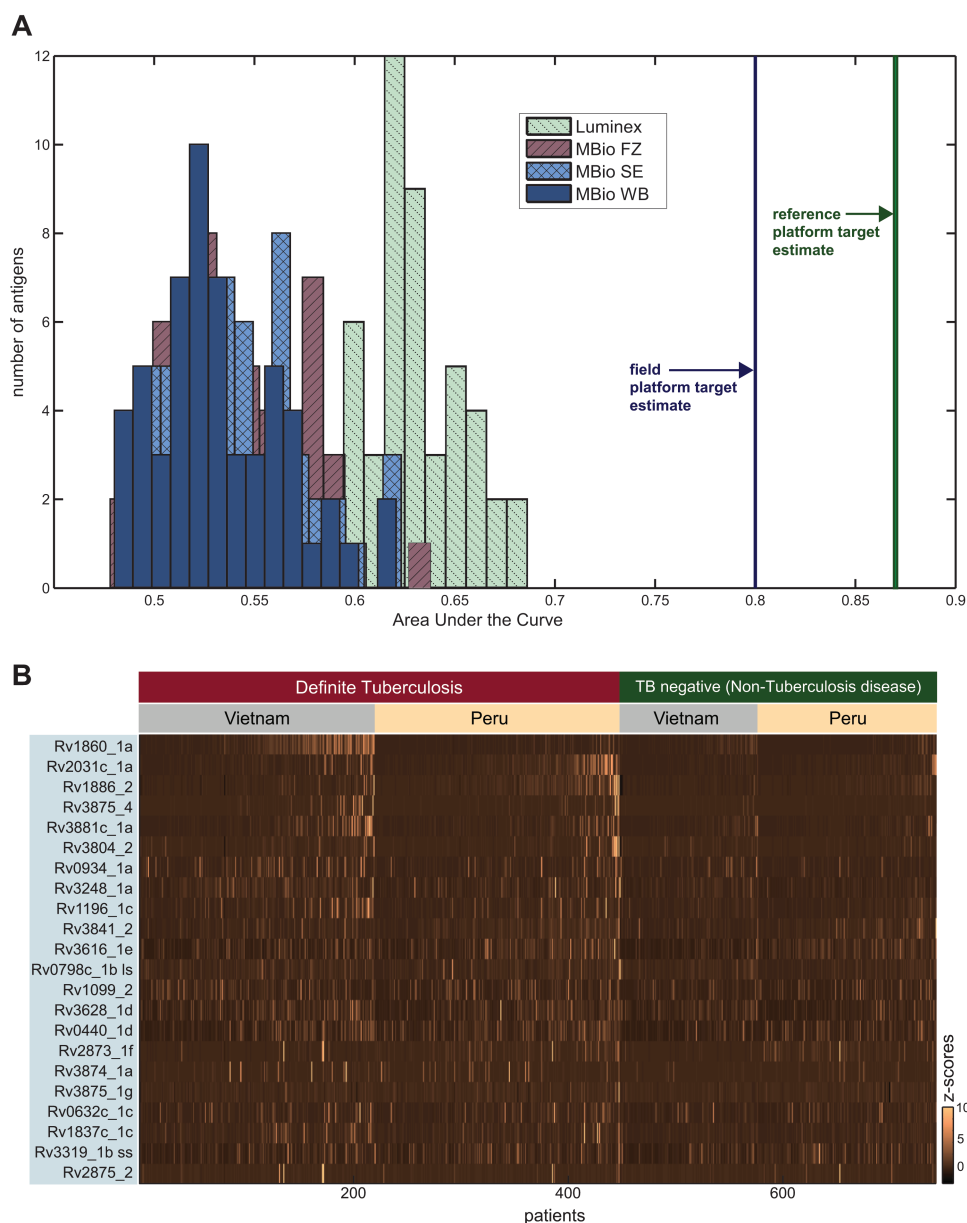 A
12
10
8
6
4
2
0
number of antigens
Luminex
MBio FZ
MBio SE
MBio WB
reference
platform target
estimate
field
platform target
estimate
0.5 0.55 0.6 0.65 0.7 0.75 0.8 0.85 0.9
Area Under the Curve
B
Definite Tuberculosis TB negative (Non-Tuberculosis disease)
Vietnam Peru Vietnam Peru
Rv1860_1a
Rv2031c_1a
Rv1886_2
Rv3875_4
Rv3881c_1a
Rv3804_2
Rv0934_1a
Rv3248_1a
Rv1196_1c
Rv3841_2
Rv3616_1e
Rv0798c_1b ls
Rv1099_2
Rv3628_1d
Rv0440_1d
Rv2873_1f
Rv3874_1a
Rv3875_1g
Rv0632c_1c
Rv1837c_1c
Rv3319_1b ss
Rv2875_2
z-scores
10
5
0
200 400 600
patients